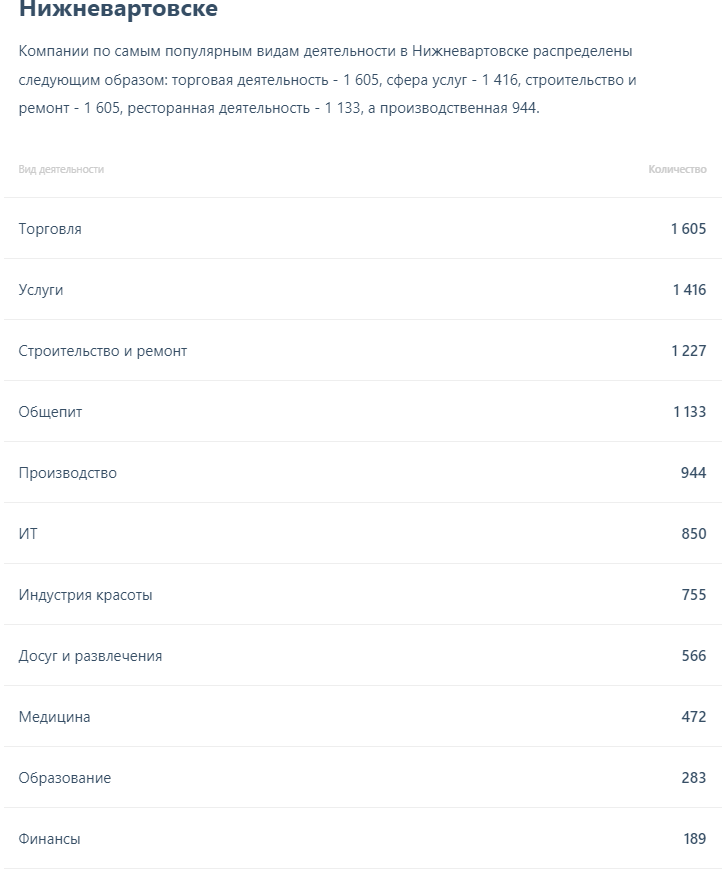 Нижневартовске
Компании по самым популярным видам деятельности в Нижневартовске распределены
следующим образом: торговая деятельность - 1 605, сфера услуг - 1 416, строительство и
ремонт - 1 605, ресторанная деятельность - 1 133, а производственная 944.
Вид деятельности Количество
Торговля 1 605
Услуги 1 416
Строительство и ремонт 1 227
Общепит 1 133
Производство 944
ИТ 850
Индустрия красоты 755
Досуг и развлечения 566
Медицина 472
Образование 283
Финансы 189